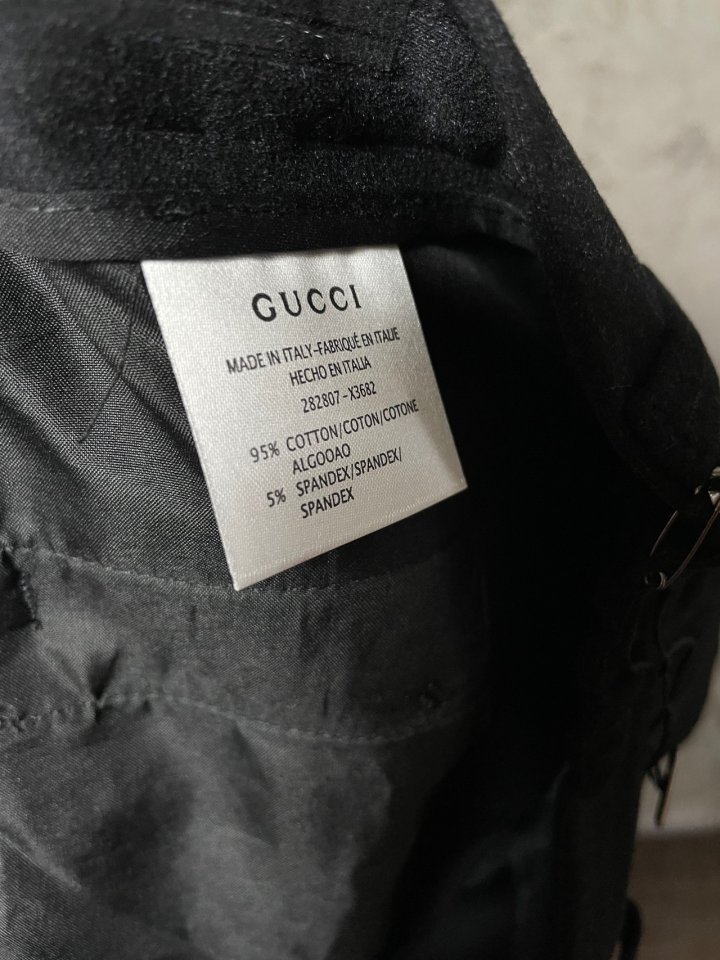 GUCCI
MADE IN ITALY-FABRIQUÉ EN ITALIE
HECHO EN ITALIA
282807-X3682
95% COTTON/COTON/COTONE
ALGOOAO
5% SPANDEX/SPANDEX/
SPANDEX